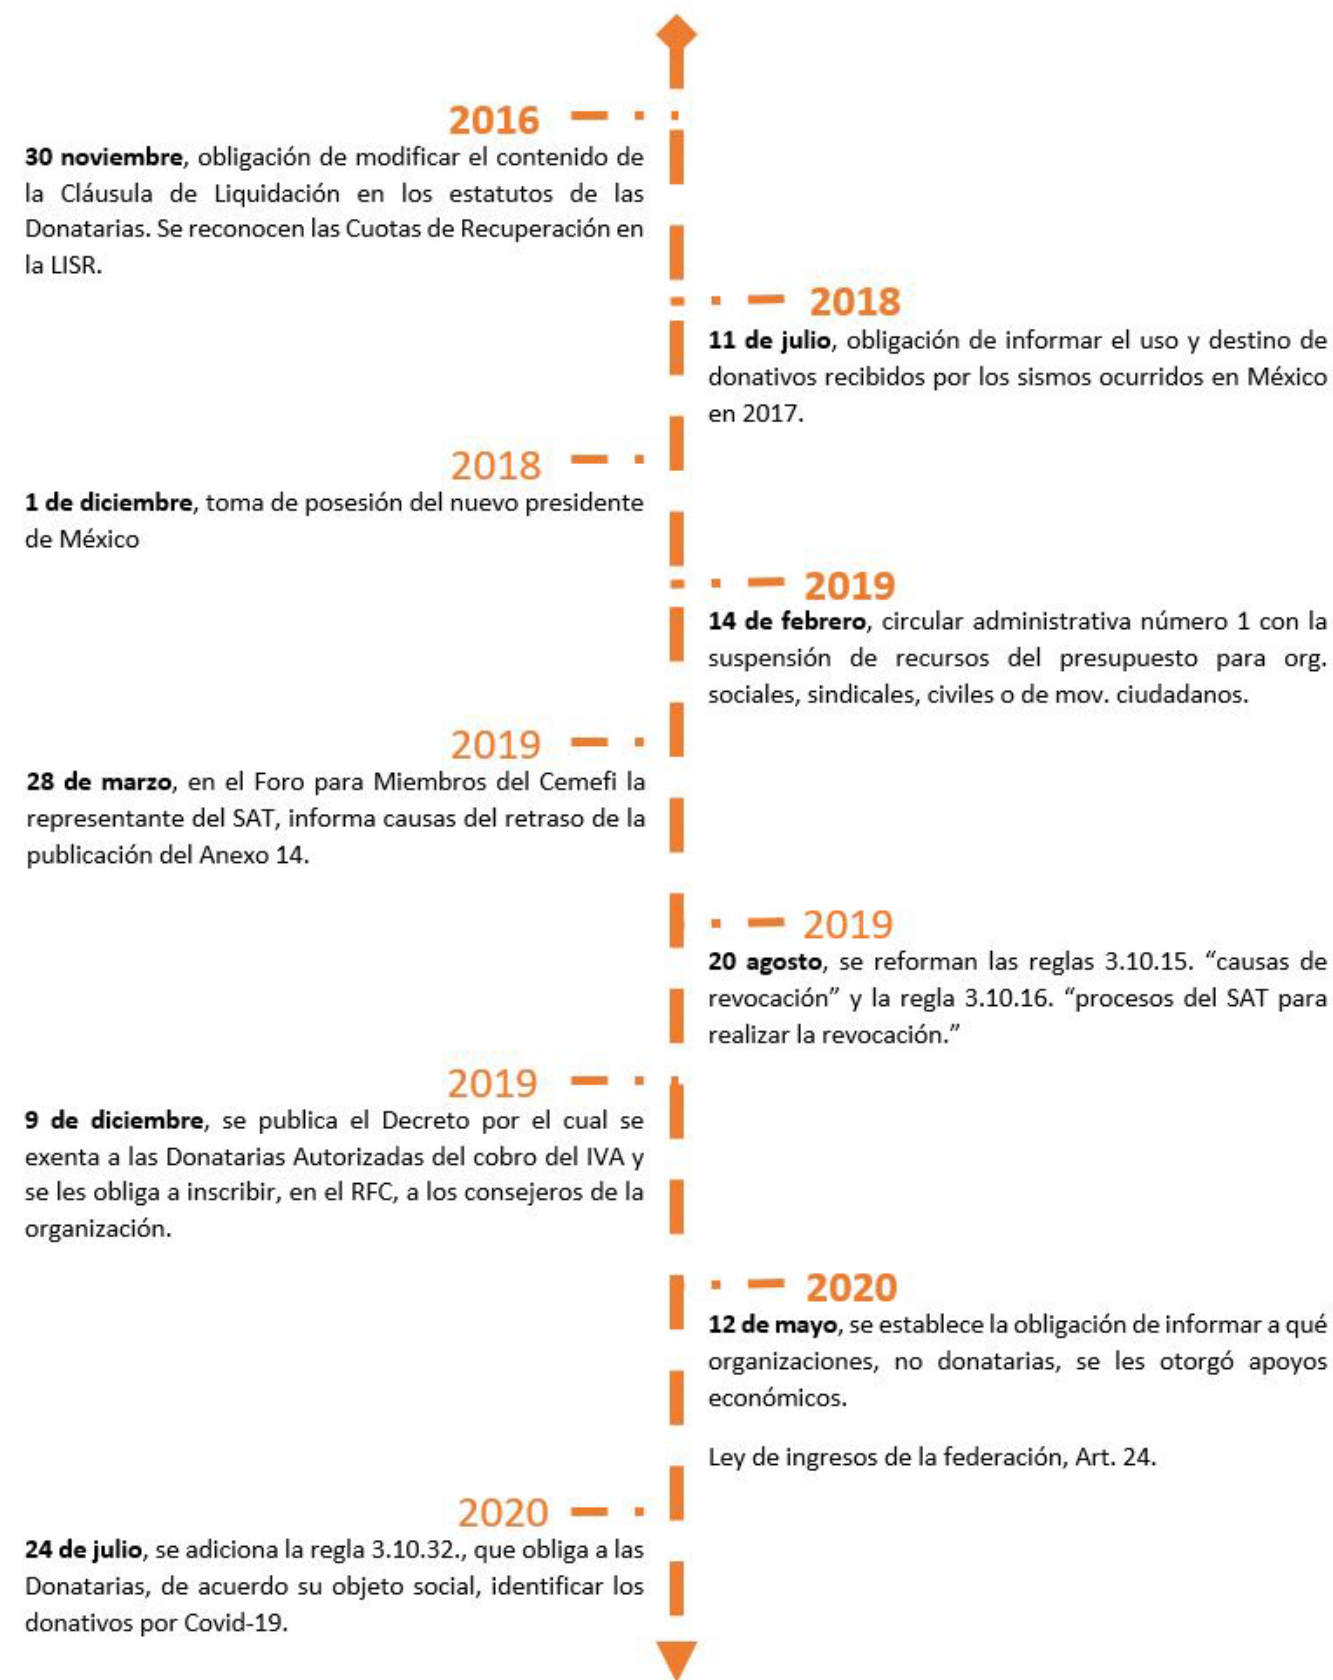 2016
30 noviembre, obligación de modificar el contenido de
la Cláusula de Liquidación en los estatutos de las
Donatarias. Se reconocen las Cuotas de Recuperación en
la LISR.
2018
11 de julio, obligación de informar el uso y destino de
donativos recibidos por los sismos ocurridos en México
en 2017.
2018
1 de diciembre, toma de posesión del nuevo presidente
de México
2019
14 de febrero, circular administrativa número 1 con la
suspensión de recursos del presupuesto para org.
sociales, sindicales, civiles o de mov. ciudadanos.
2019
28 de marzo, en el Foro para Miembros del Cemefi la
representante del SAT, informa causas del retraso de la
publicación del Anexo 14.
2019
20 agosto, se reforman las reglas 3.10.15. “causas de
revocación” y la regla 3.10.16. “procesos del SAT para
realizar la revocación.”
2019
9 de diciembre, se publica el Decreto por el cual se
exenta a las Donatarias Autorizadas del cobro del IVA y
se les obliga a inscribir, en el RFC, a los consejeros de la
organización.
2020
12 de mayo, se establece la obligación de informar a qué
organizaciones, no donatarias, se les otorgó apoyos
económicos.
Ley de ingresos de la federación, Art. 24.
2020
24 de julio, se adiciona la regla 3.10.32., que obliga a las
Donatarias, de acuerdo su objeto social, identificar los
donativos por Covid-19.